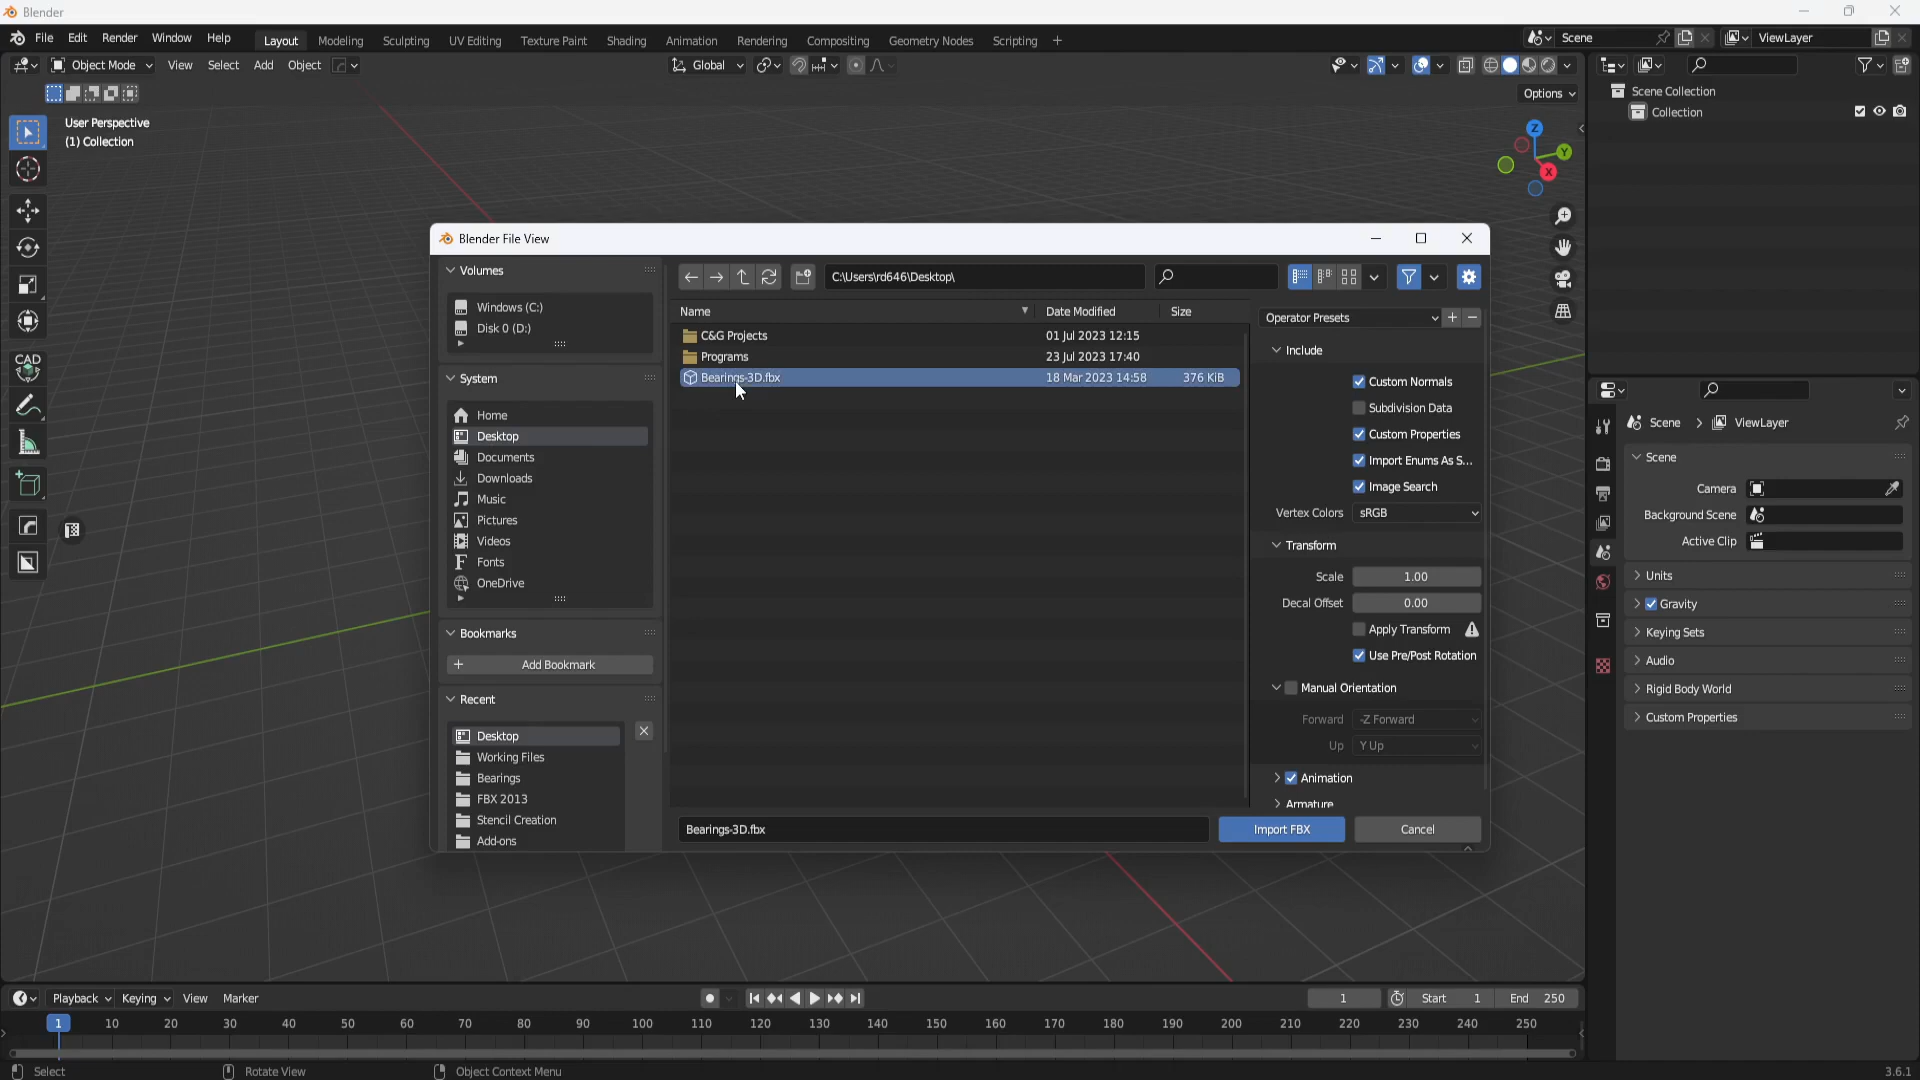 Blender
File Edit Render Window Help Layout Modeling Sculpting UV Editing Texture Paint Shading Animation Rendering Compositing Geometry Nodes Scripting + Scene ViewLayer
Object Mode View Select Add Object Global
Options
User Perspective
(1) Collection
Z
Y
X
Scene Collection
Collection
Blender File View
Volumes
Windows (C:)
Disk 0 (D:)
System
Home
Desktop
Documents
Downloads
Music
Pictures
Videos
Fonts
OneDrive
Bookmarks
+ Add Bookmark
Recent
Desktop
Working Files
Bearings
FBX 2013
Stencil Creation
Add-ons
C:\Users\rd646\Desktop\
Name Date Modified Size
C&G Projects 01 Jul 2023 12:15
Programs 23 Jul 2023 17:40
Bearings-3D.fbx 18 Mar 2023 14:58 376 KiB
Operator Presets
Include
Custom Normals
Subdivision Data
Custom Properties
Import Enums As S...
Image Search
Vertex Colors sRGB
Transform
Scale 1.00
Decal Offset 0.00
Apply Transform
Use Pre/Post Rotation
Manual Orientation
Forward -Z Forward
Up Y Up
Animation
Armature
Bearings-3D.fbx Import FBX Cancel
CAD
Scene ViewLayer
Scene
Camera
Background Scene
Active Clip
Units
Gravity
Keying Sets
Audio
Rigid Body World
Custom Properties
Playback Keying View Marker 1 Start 1 End 250
1 10 20 30 40 50 60 70 80 90 100 110 120 130 140 150 160 170 180 190 200 210 220 230 240 250
Select Rotate View Object Context Menu 3.6.1